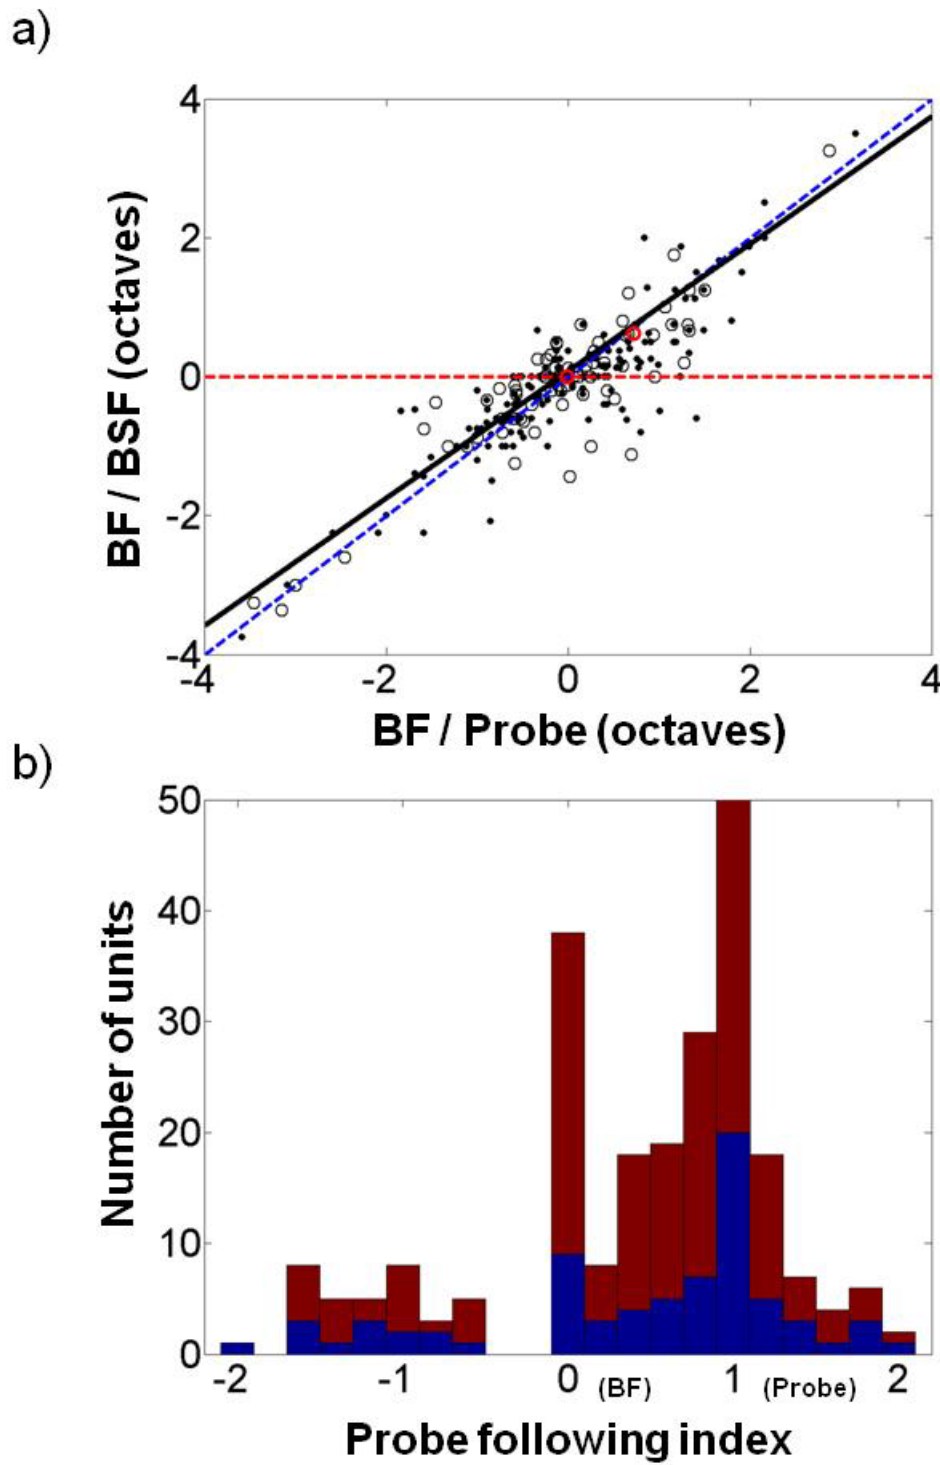 a)
4
2
0
-2
-4
BF / BSF (octaves)
-4 -2 0 2 4
BF / Probe (octaves)
b)
50
40
30
20
10
0
Number of units
-2 -1 0 (BF) 1 (Probe) 2
Probe following index